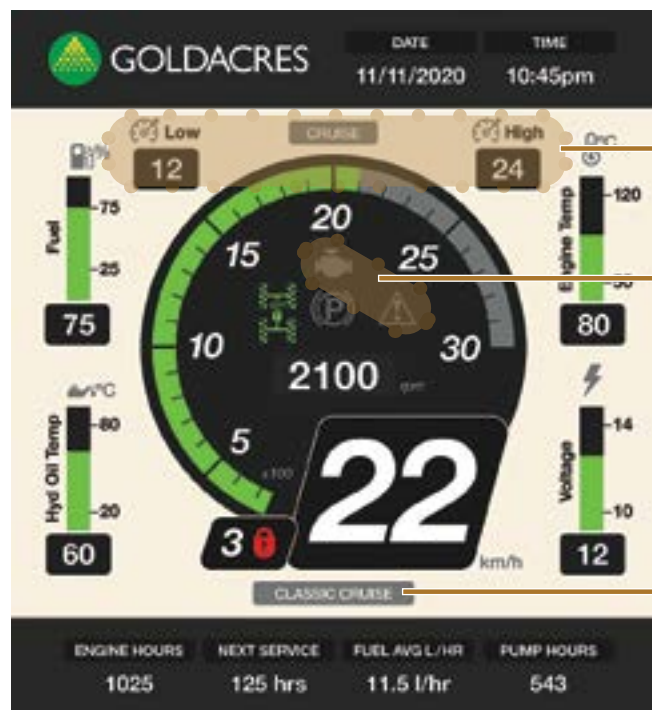 GOLDACRES
DATE
TIME
11/11/2020
10:45pm
Low
CRUISE
High
12
24
%
°C
Fuel
75
25
75
Engine Temp
120
80
20
15
25
10
30
5
x100
2100
rpm
°C
Hyd Oil Temp
80
20
60
Voltage
14
10
12
3
22
km/h
CLASSIC CRUISE
ENGINE HOURS
NEXT SERVICE
FUEL AVG L/HR
PUMP HOURS
1025
125 hrs
11.5 l/hr
543